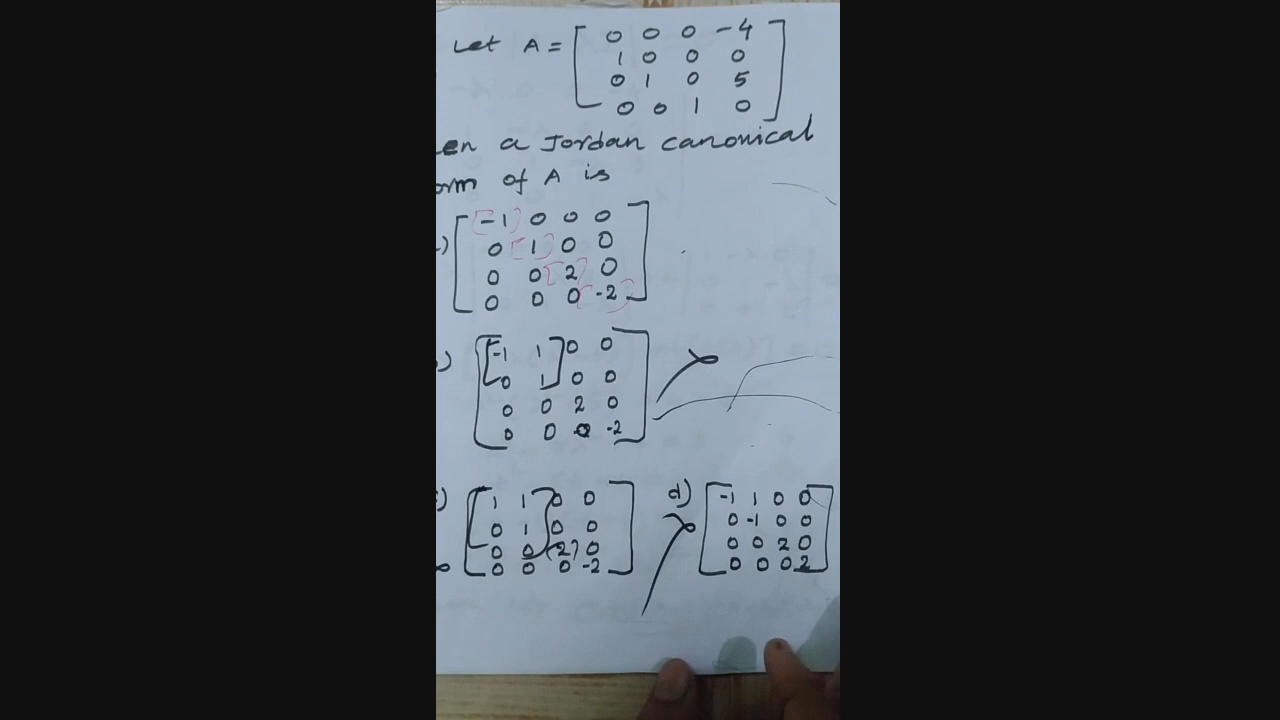 Let A = [ 0 0 0 -4
1 0 0 0
0 1 0 5
0 0 1 0 ]
en a Jordan canonical
orm of A is
) [ -1 0 0 0
0 1 0 0
0 0 2 0
0 0 0 -2 ]
) [ -1 1 0 0
0 1 0 0
0 0 2 0
0 0 0 -2 ]
) [ 1 1 0 0
0 1 0 0
0 0 2 0
0 0 0 -2 ]
d) [ -1 1 0 0
0 -1 0 0
0 0 2 0
0 0 0 2 ]